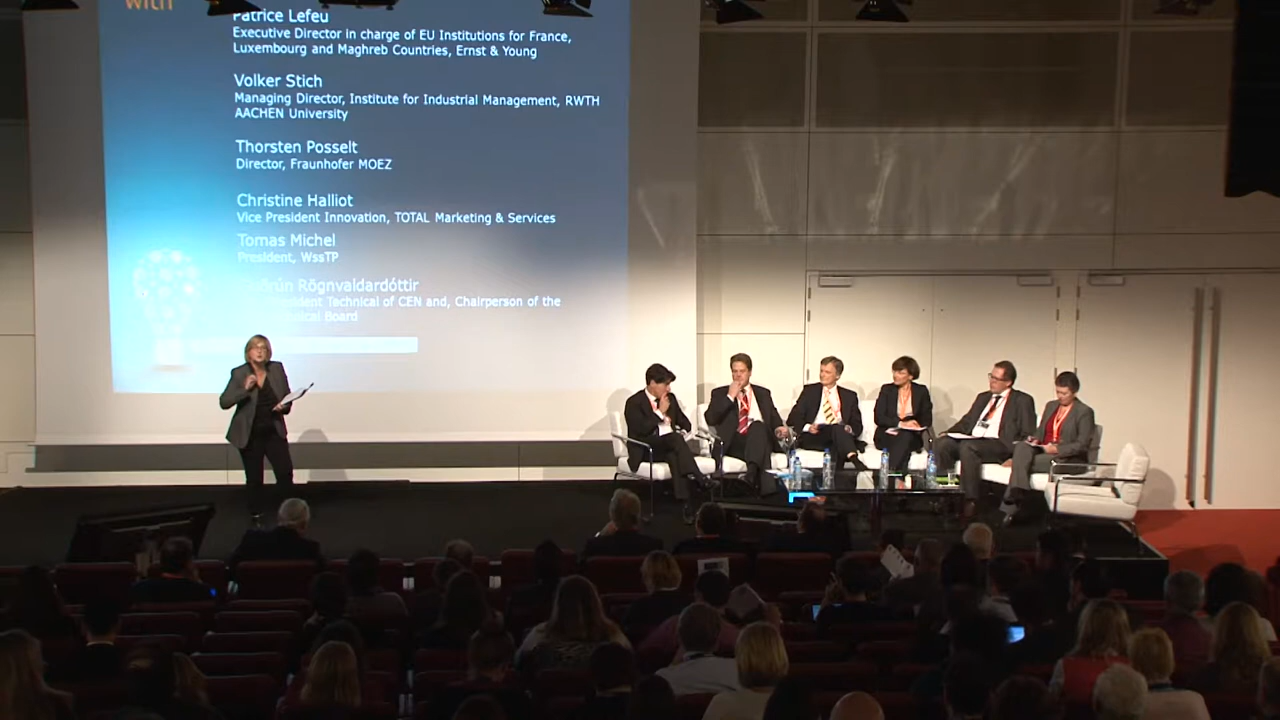 with
Patrice Lefeu
Executive Director in charge of EU Institutions for France,
Luxembourg and Maghreb Countries, Ernst & Young
Volker Stich
Managing Director, Institute for Industrial Management, RWTH
AACHEN University
Thorsten Posselt
Director, Fraunhofer MOEZ
Christine Halliot
Vice President Innovation, TOTAL Marketing & Services
Tomas Michel
President, WssTP
Rögnvaldardóttir
Technical of CEN and, Chairperson of the
Board